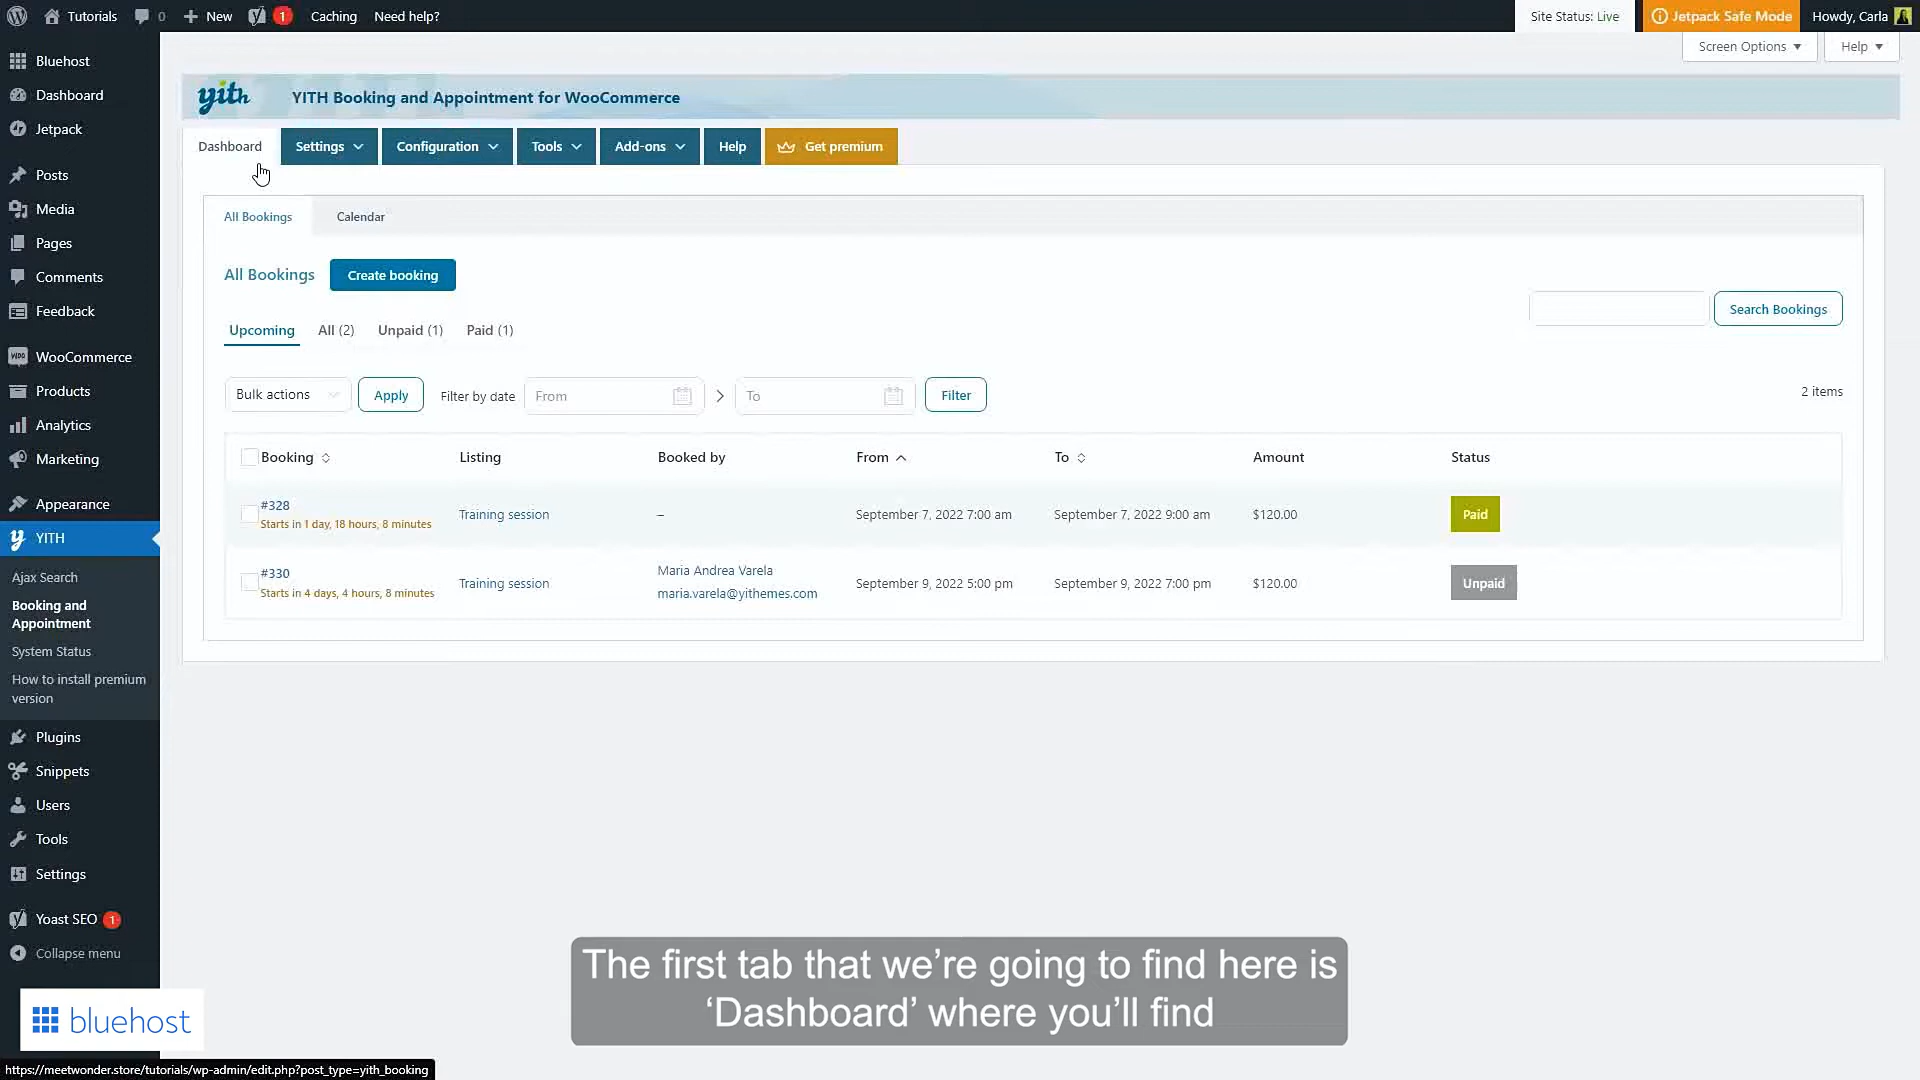 Tutorials 0 New 1 Caching Need help? Site Status: Live Jetpack Safe Mode Howdy, Carla
Screen Options Help
Bluehost
Dashboard
Jetpack
Posts
Media
Pages
Comments
Feedback
WooCommerce
Products
Analytics
Marketing
Appearance
YITH
Ajax Search
Booking and
Appointment
System Status
How to install premium
version
Plugins
Snippets
Users
Tools
Settings
Yoast SEO 1
Collapse menu
yith YITH Booking and Appointment for WooCommerce
Dashboard Settings Configuration Tools Add-ons Help Get premium
All Bookings Calendar
All Bookings Create booking
Search Bookings
Upcoming All (2) Unpaid (1) Paid (1)
Bulk actions Apply Filter by date From > To Filter 2 items
Booking Listing Booked by From To Amount Status
#328
Starts in 1 day, 18 hours, 8 minutes
Training session – September 7, 2022 7:00 am September 7, 2022 9:00 am $120.00 Paid
#330
Starts in 4 days, 4 hours, 8 minutes
Training session
Maria Andrea Varela
maria.varela@yithemes.com
September 9, 2022 5:00 pm September 9, 2022 7:00 pm $120.00 Unpaid
The first tab that we’re going to find here is
‘Dashboard’ where you’ll find
bluehost
https://meetwonder.store/tutorials/wp-admin/edit.php?post_type=yith_booking